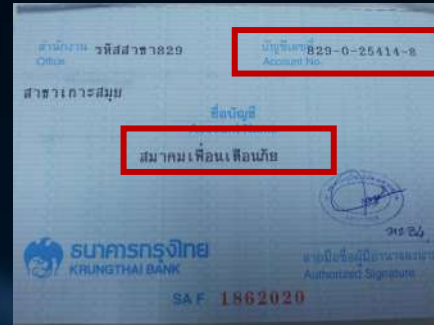 สำนักงาน รหัสสาขา829 บัญชีเลขที่ 829-0-25414-8
Office Account No.
สาขาเกาะสมุย
ชื่อบัญชี
สมาคมเพื่อนเตือนภัย
ธนาคารกรุงไทย
KRUNGTHAI BANK
ลายมือชื่อผู้มีอำนาจลงนาม
Authorized Signature
SA F 1862020